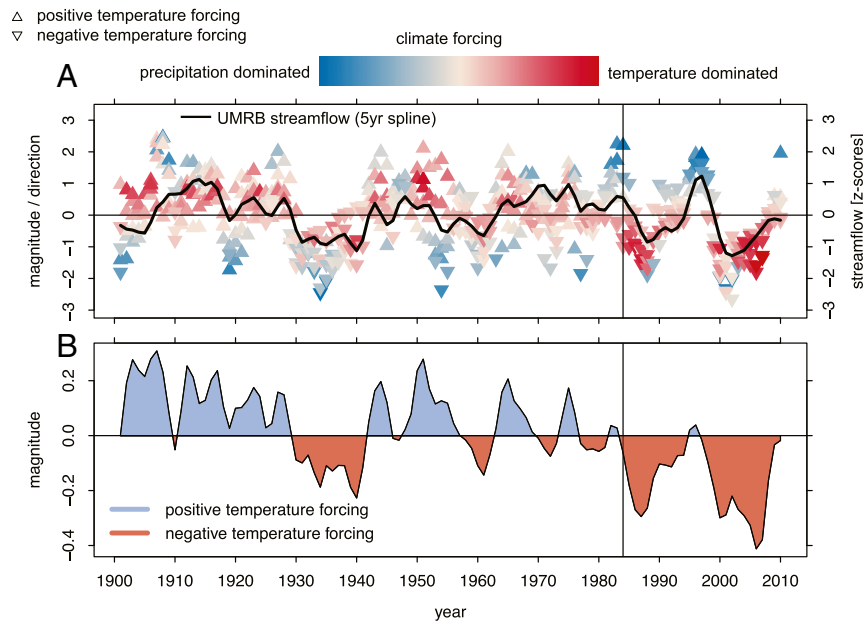 △ positive temperature forcing
▽ negative temperature forcing
climate forcing
precipitation dominated
temperature dominated
A
UMRB streamflow (5yr spline)
magnitude / direction
3
2
1
0
−1
−2
−3
3
2
1
0
−1
−2
−3
streamflow [z-scores]
B
magnitude
0.2
0.0
−0.2
−0.4
positive temperature forcing
negative temperature forcing
1900 1910 1920 1930 1940 1950 1960 1970 1980 1990 2000 2010
year